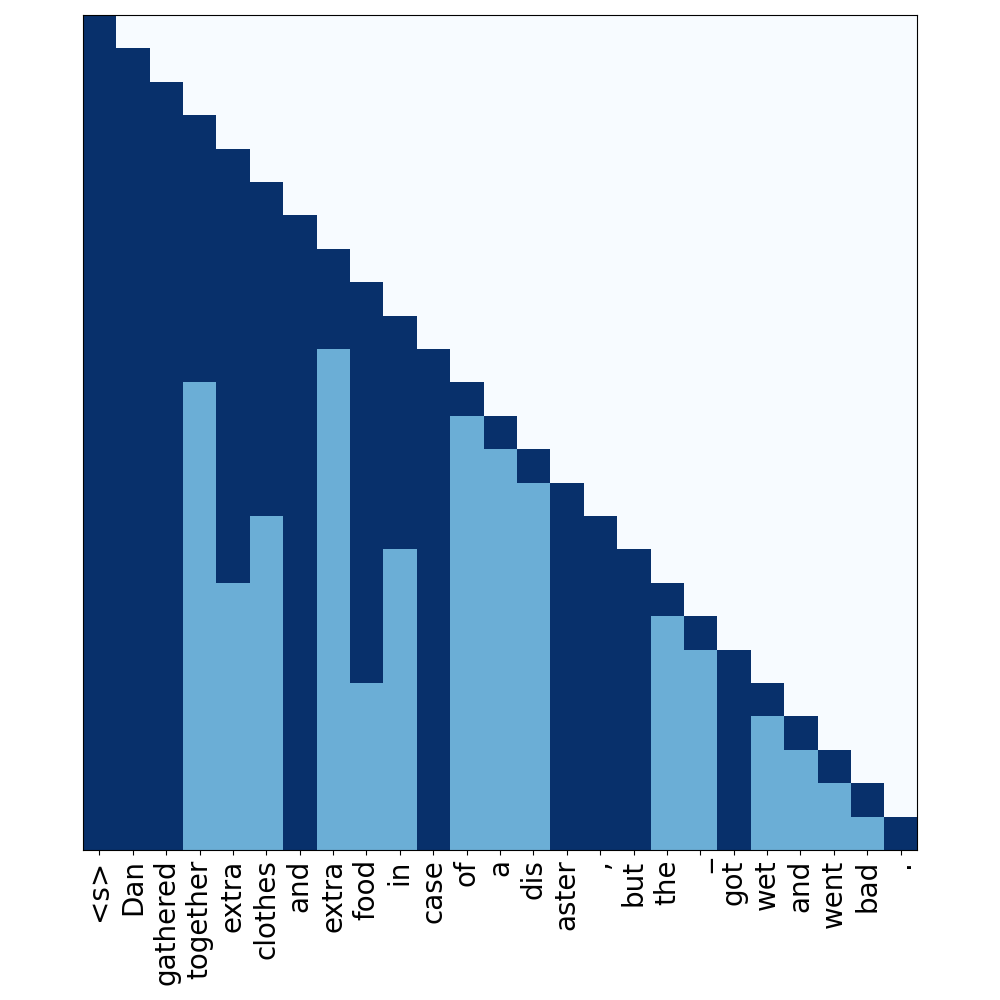 <s> Dan gathered together extra clothes and extra food in case of a dis aster , but the _ got wet and went bad .